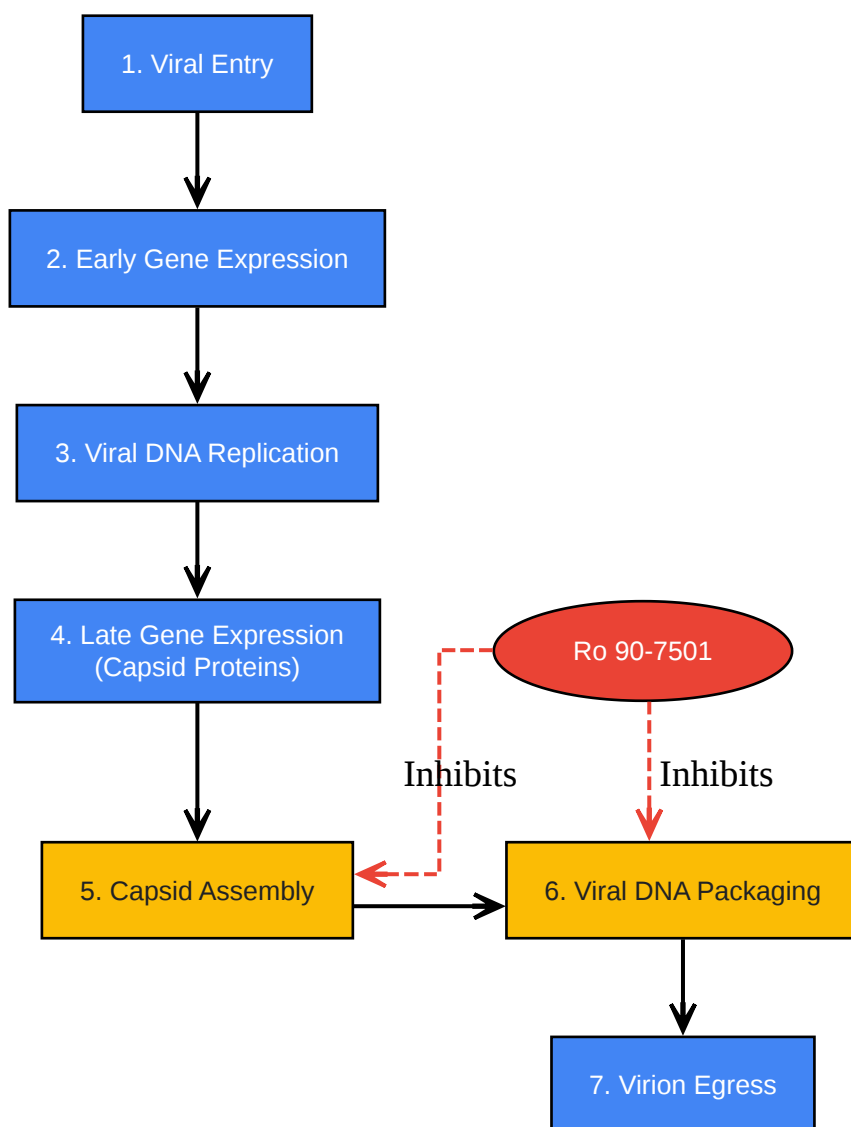 1. Viral Entry
2. Early Gene Expression
3. Viral DNA Replication
4. Late Gene Expression
(Capsid Proteins)
Ro 90-7501
Inhibits
Inhibits
5. Capsid Assembly
6. Viral DNA Packaging
7. Virion Egress